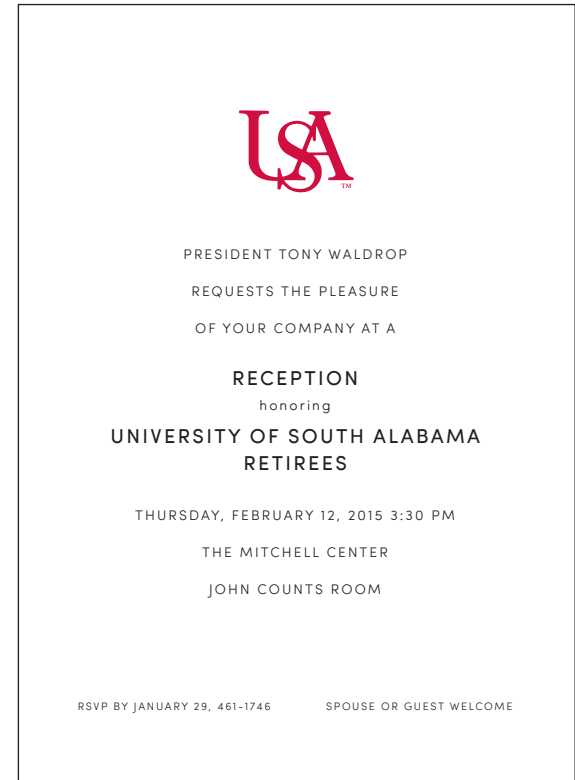 USA
TM
PRESIDENT TONY WALDROP
REQUESTS THE PLEASURE
OF YOUR COMPANY AT A
RECEPTION
honoring
UNIVERSITY OF SOUTH ALABAMA
RETIREES
THURSDAY, FEBRUARY 12, 2015 3:30 PM
THE MITCHELL CENTER
JOHN COUNTS ROOM
RSVP BY JANUARY 29, 461-1746 SPOUSE OR GUEST WELCOME